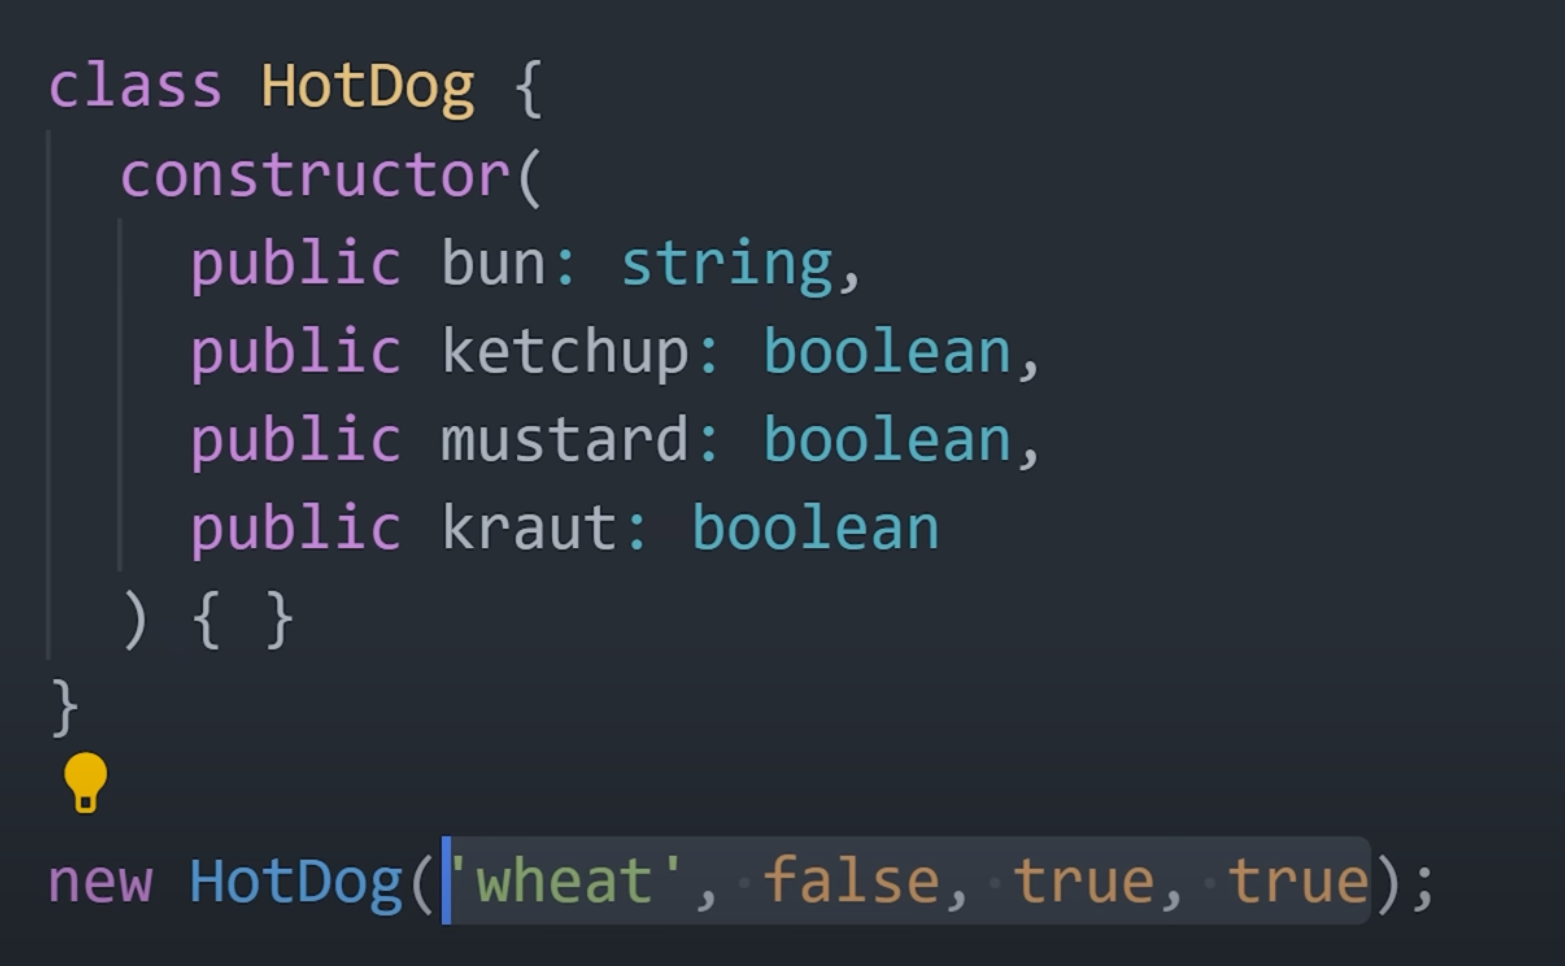 class HotDog {
  constructor(
    public bun: string,
    public ketchup: boolean,
    public mustard: boolean,
    public kraut: boolean
  ) { }
}
new HotDog('wheat', false, true, true);